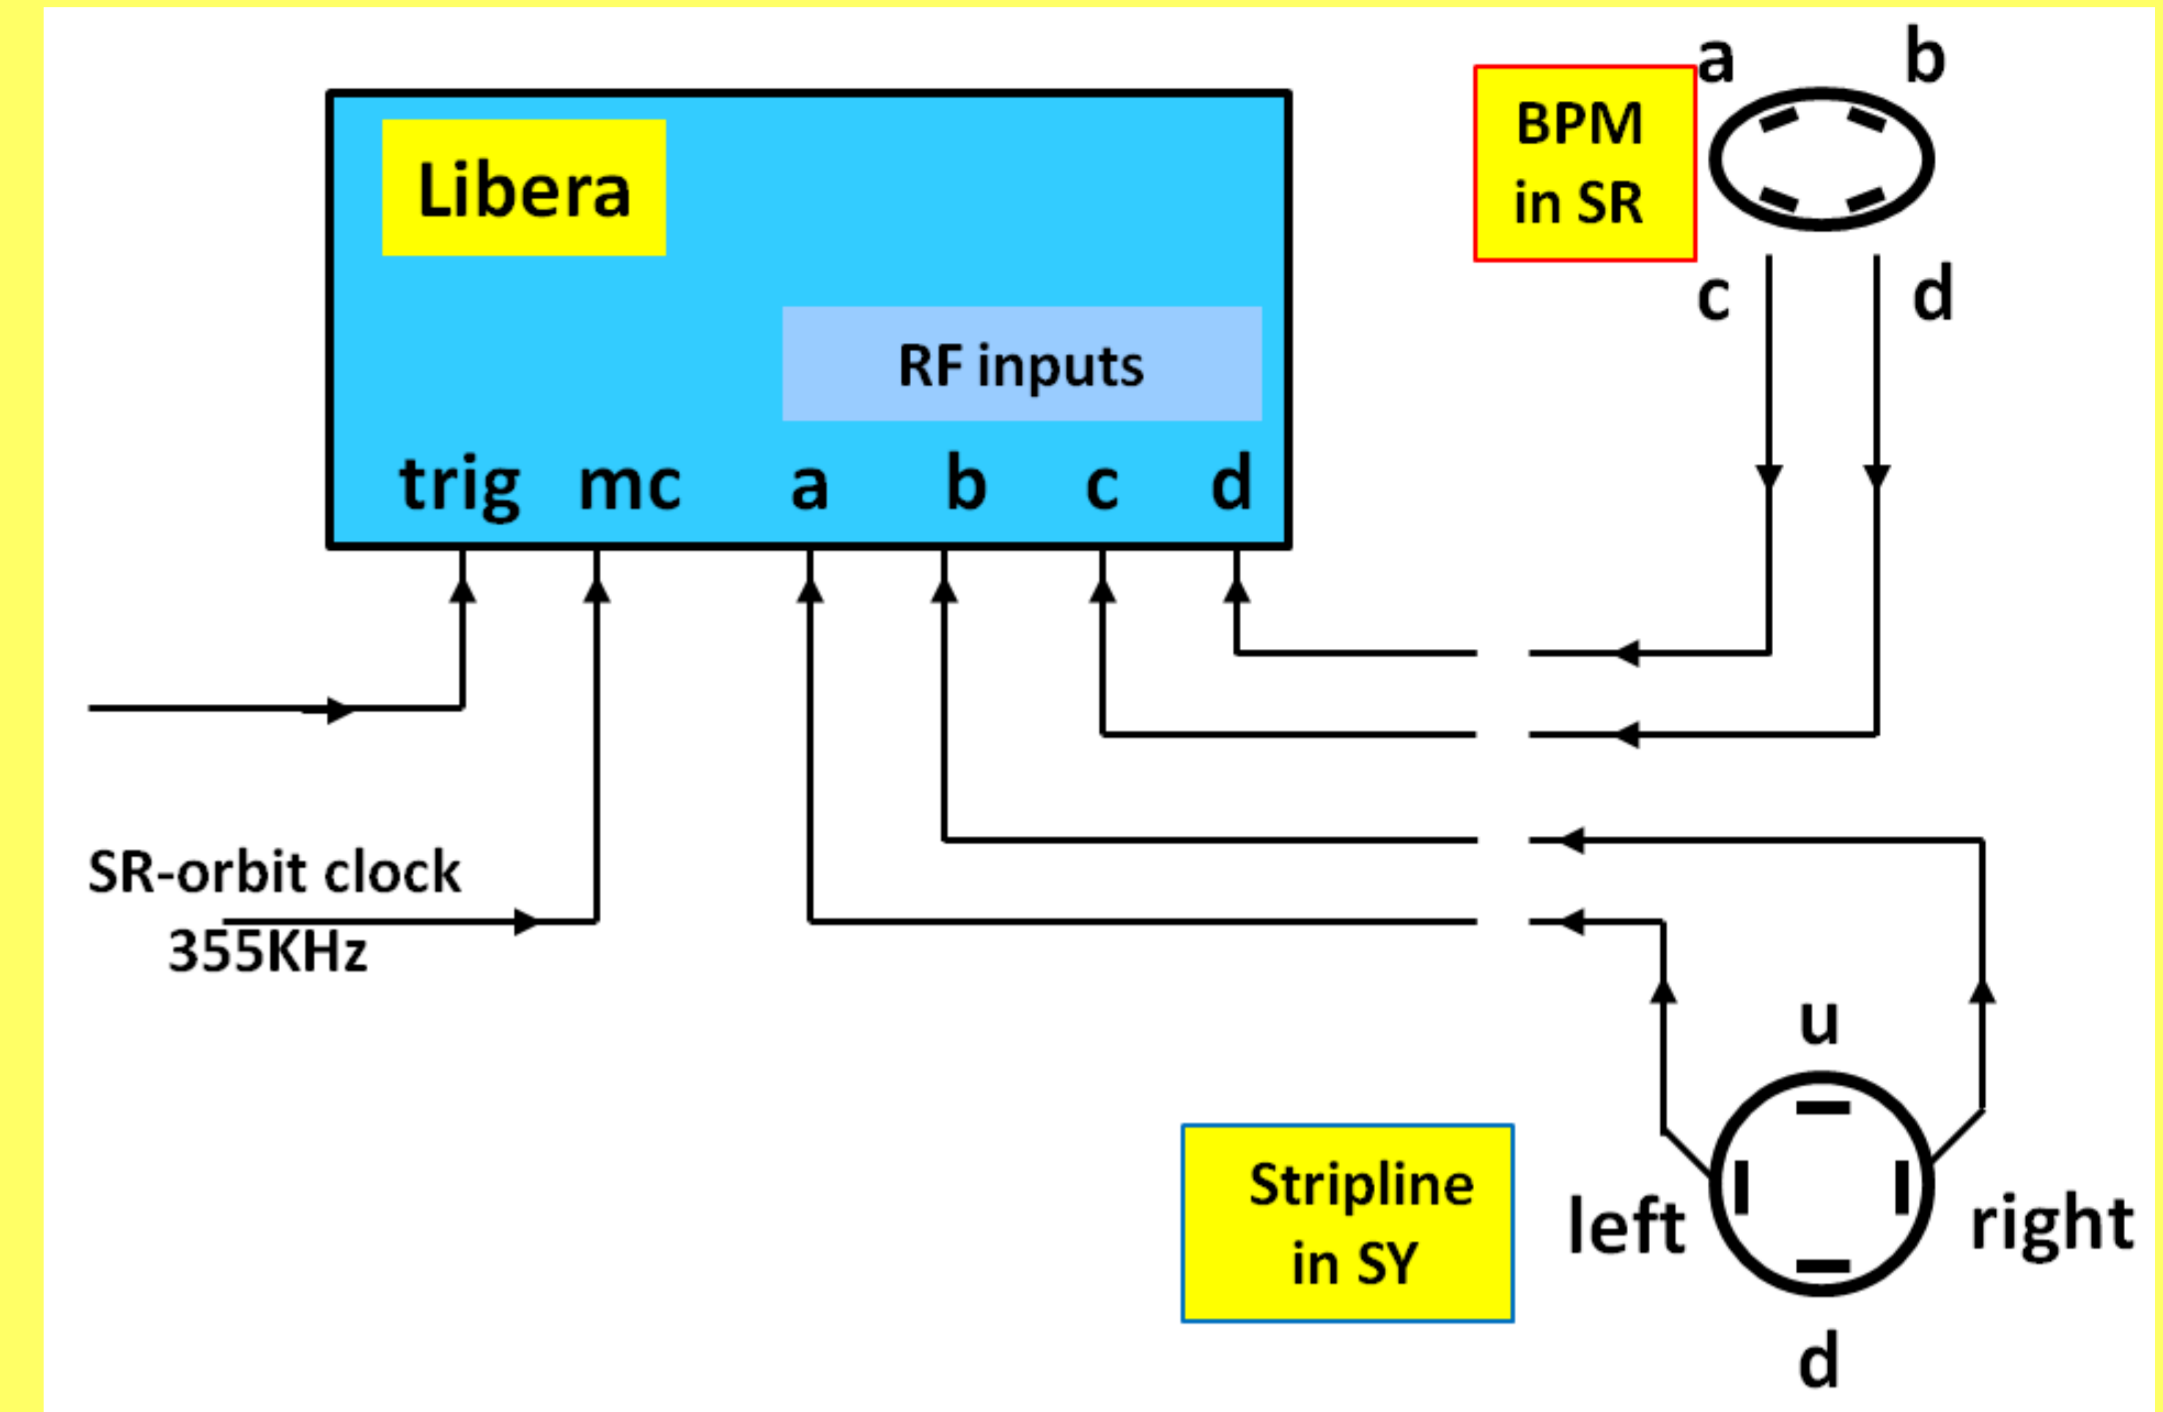 a b
BPM
in SR
Libera
c d
RF inputs
trig mc a b c d
SR-orbit clock
355KHz
u
Stripline
in SY
left right
d